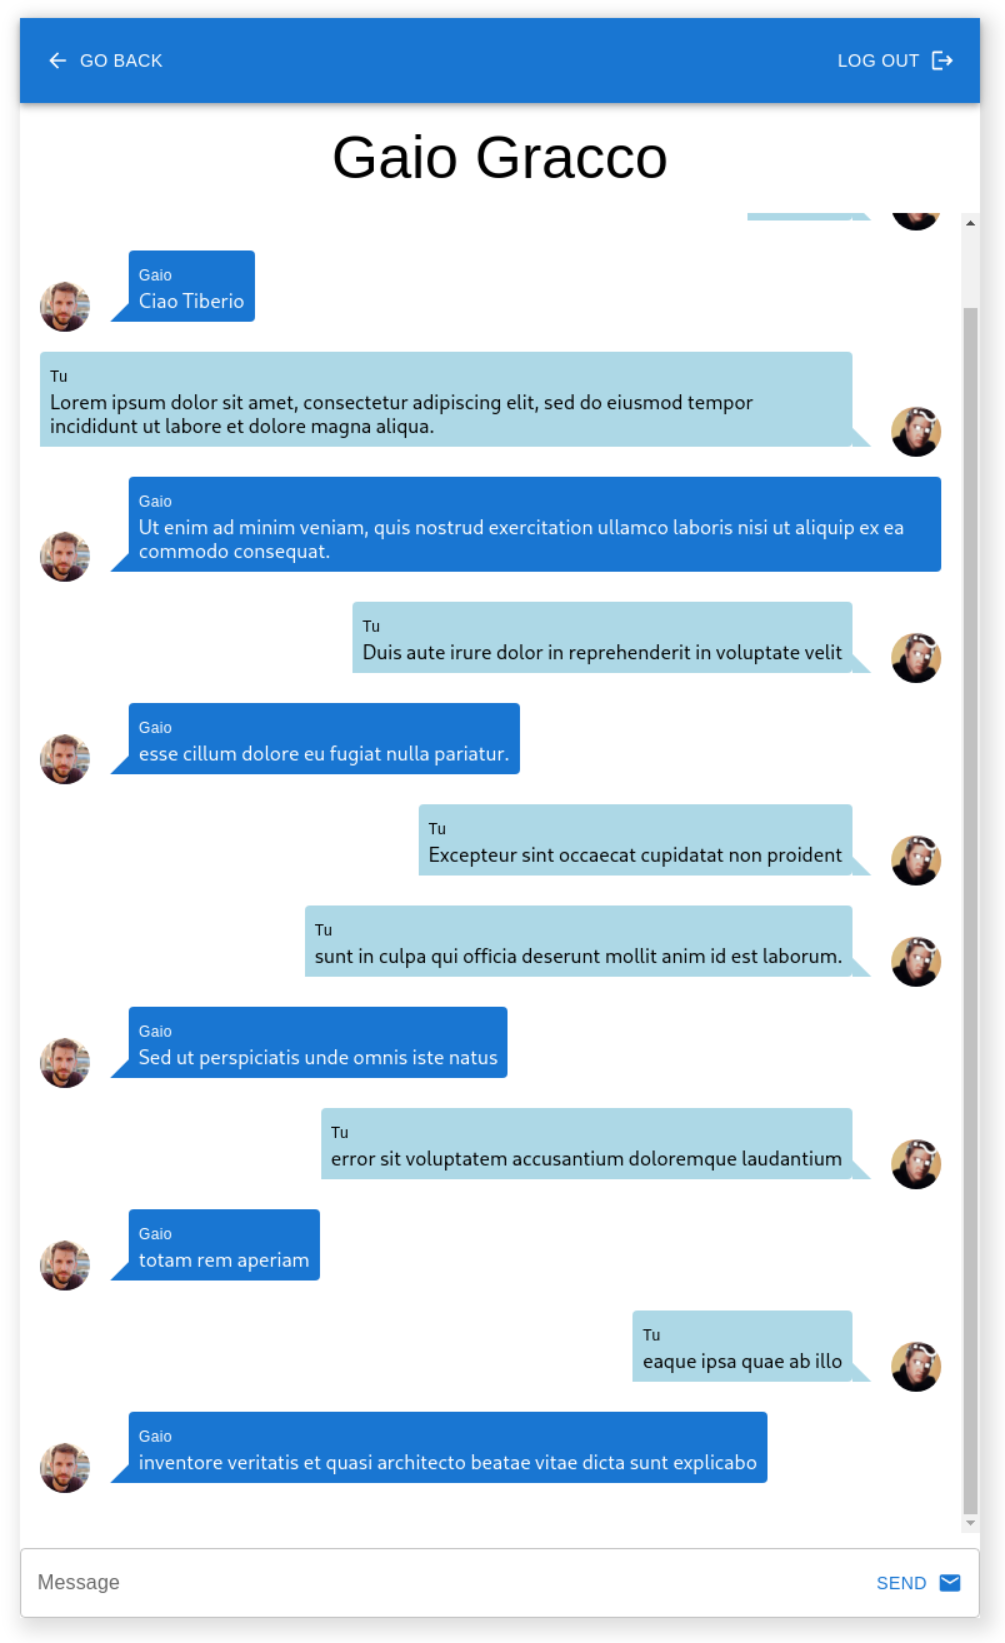 GO BACK
LOG OUT
Gaio Gracco
Gaio
Ciao Tiberio
Tu
Lorem ipsum dolor sit amet, consectetur adipiscing elit, sed do eiusmod tempor
incididunt ut labore et dolore magna aliqua.
Gaio
Ut enim ad minim veniam, quis nostrud exercitation ullamco laboris nisi ut aliquip ex ea
commodo consequat.
Tu
Duis aute irure dolor in reprehenderit in voluptate velit
Gaio
esse cillum dolore eu fugiat nulla pariatur.
Tu
Excepteur sint occaecat cupidatat non proident
Tu
sunt in culpa qui officia deserunt mollit anim id est laborum.
Gaio
Sed ut perspiciatis unde omnis iste natus
Tu
error sit voluptatem accusantium doloremque laudantium
Gaio
totam rem aperiam
Tu
eaque ipsa quae ab illo
Gaio
inventore veritatis et quasi architecto beatae vitae dicta sunt explicabo
Message
SEND